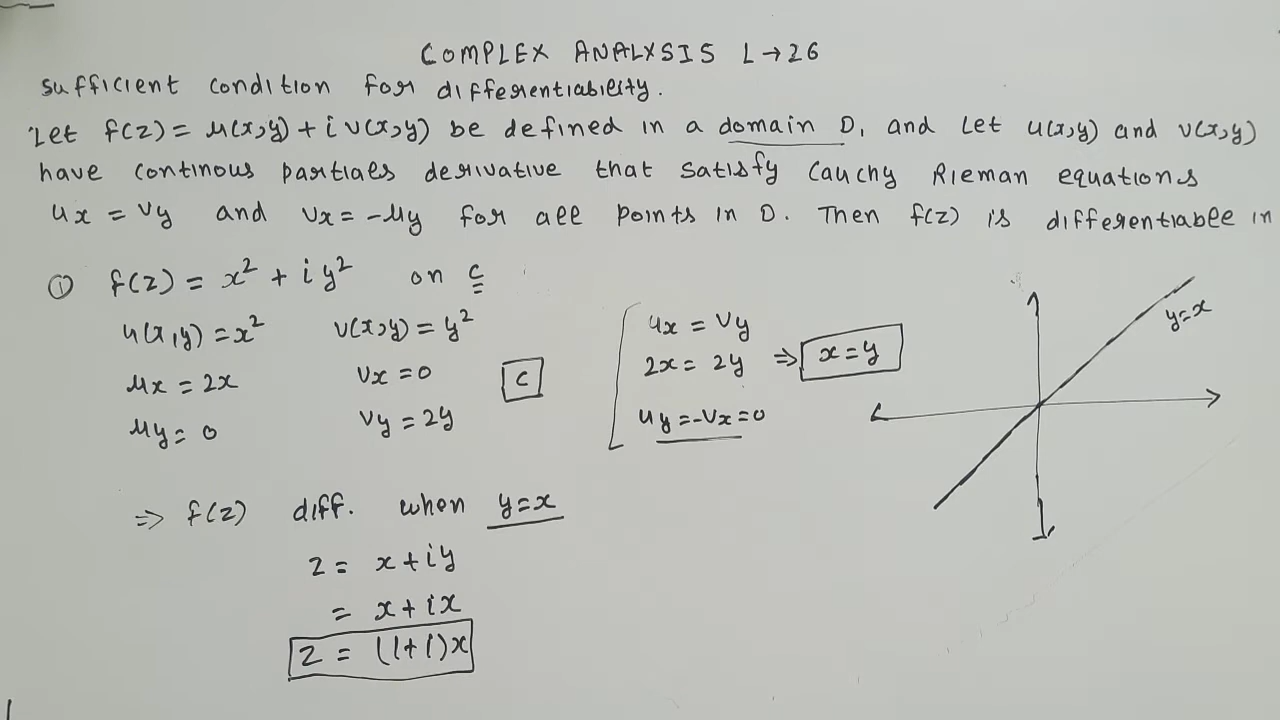 COMPLEX ANALYSIS L→26
sufficient condition for differentiability.
Let f(z) = u(x,y) + i v(x,y) be defined in a domain D, and Let u(x,y) and v(x,y)
have continous partials derivative that satisfy Cauchy Rieman equations
ux = vy and vx = -uy for all points in D. Then f(z) is differentiable in
① f(z) = x² + i y² on ℂ
u(x,y) = x² v(x,y) = y²
ux = 2x vx = 0
uy = 0 vy = 2y
C
ux = vy
2x = 2y ⇒ x = y
uy = -vx = 0
y=x
⇒ f(z) diff. when y=x
z = x + iy
= x + ix
z = (1+i)x